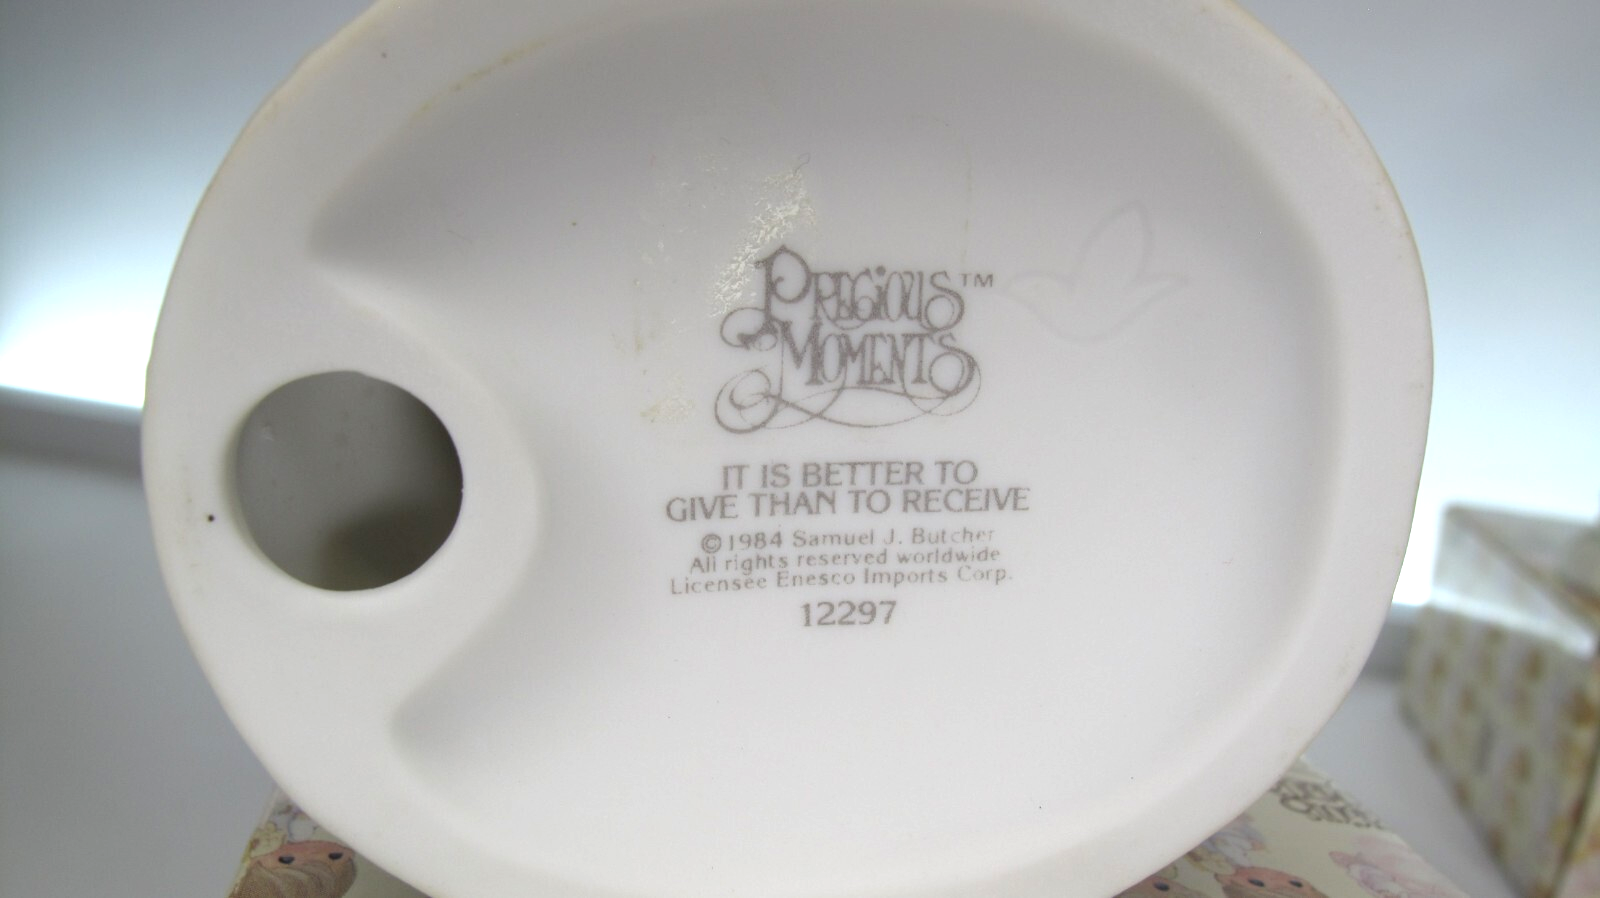 PRECIOUS™
MOMENTS
IT IS BETTER TO
GIVE THAN TO RECEIVE
©1984 Samuel J. Butcher
All rights reserved worldwide
Licensee Enesco Imports Corp.
12297